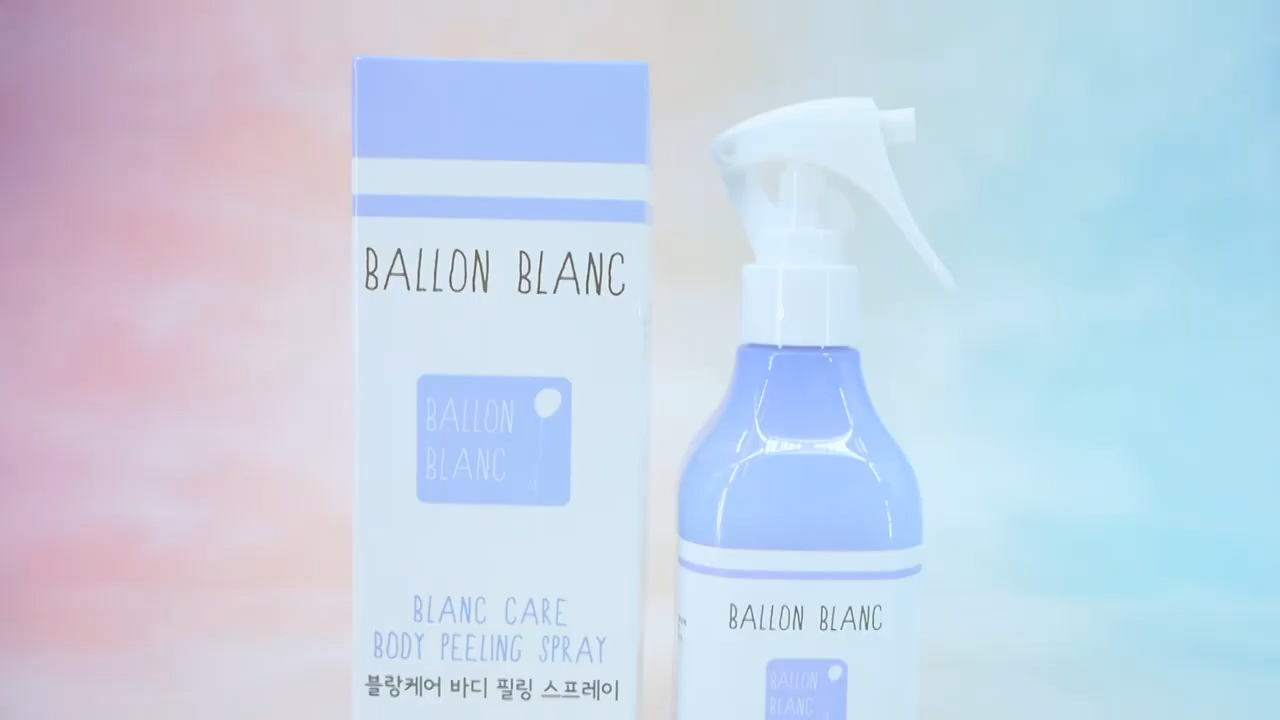 BALLON BLANC
BALLON
BLANC
BLANC CARE
BODY PEELING SPRAY
블랑케어 바디 필링 스프레이
BALLON BLANC
BALLON
BLANC